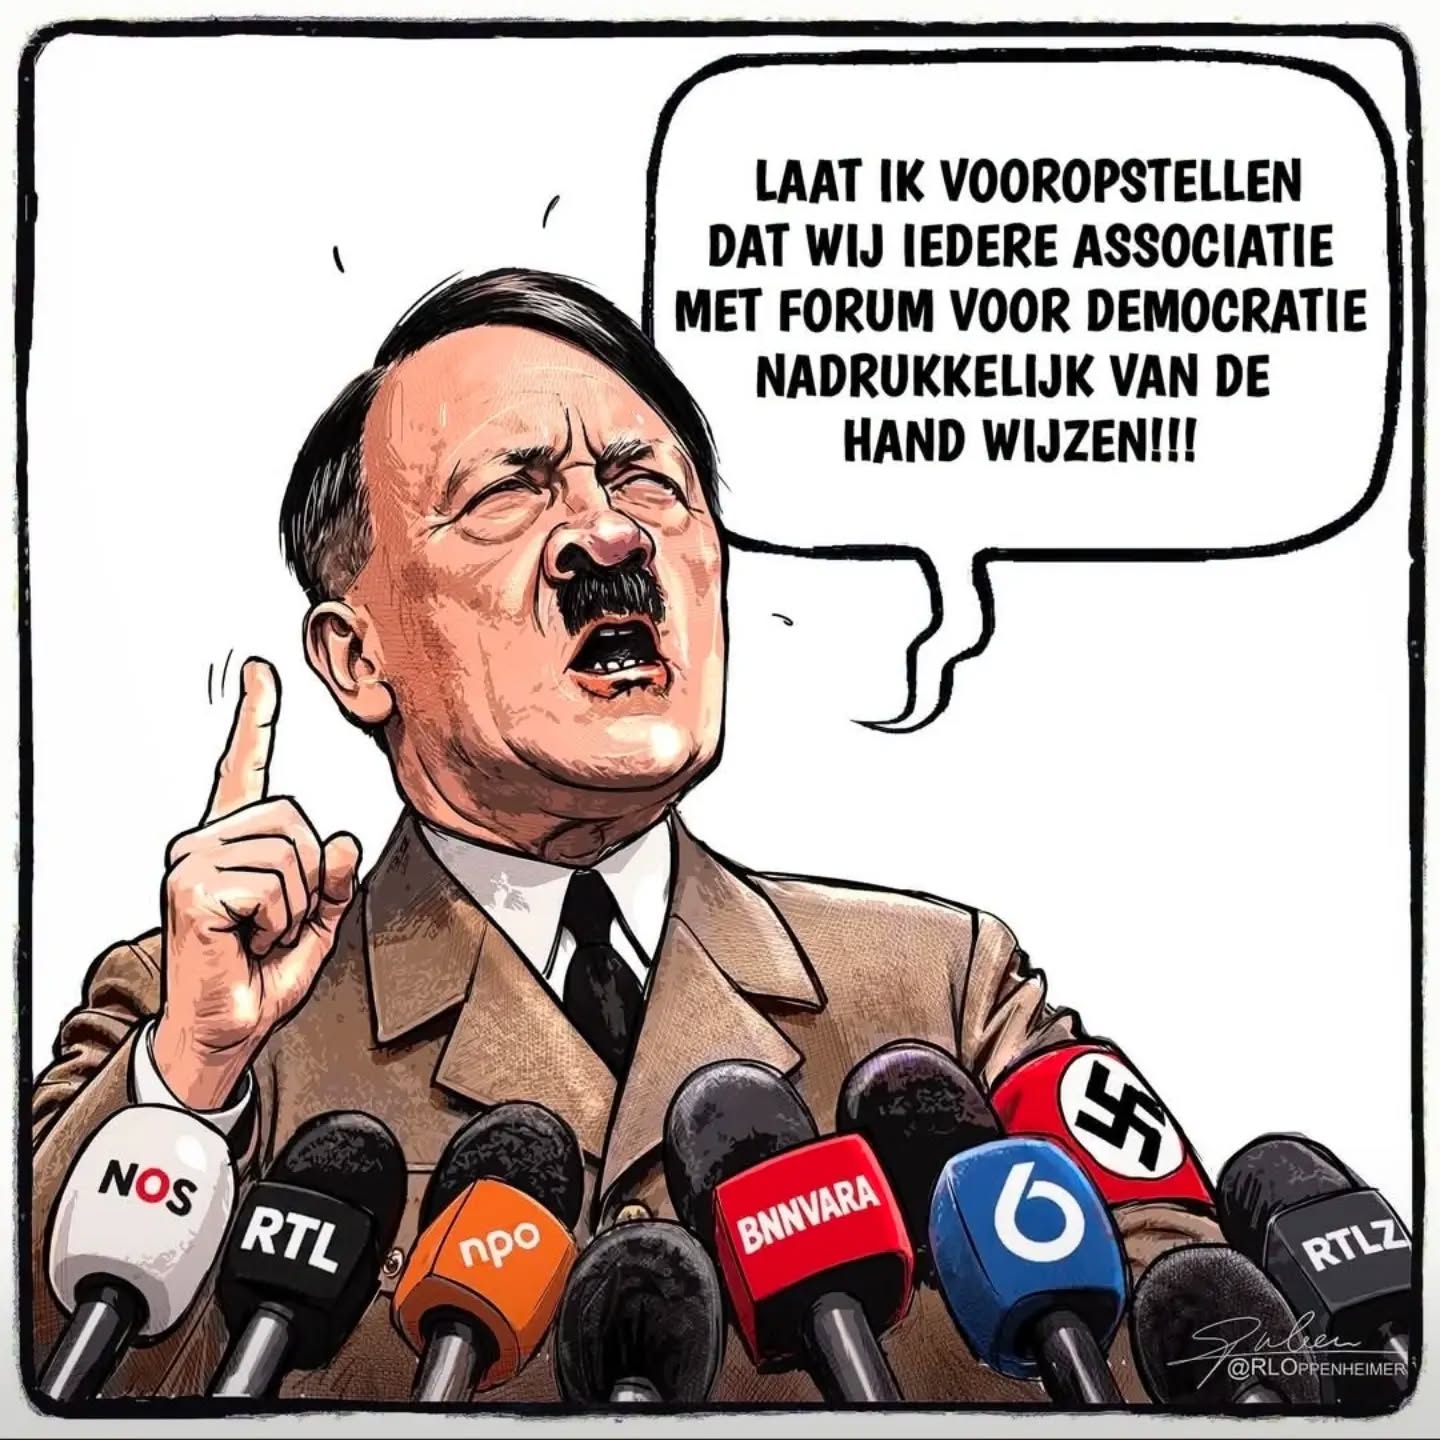 LAAT IK VOOROPSTELLEN
DAT WIJ IEDERE ASSOCIATIE
MET FORUM VOOR DEMOCRATIE
NADRUKKELIJK VAN DE
HAND WIJZEN!!!
NOS
RTL
npo
BNNVARA
6
RTLZ
@RLOPPENHEIMER